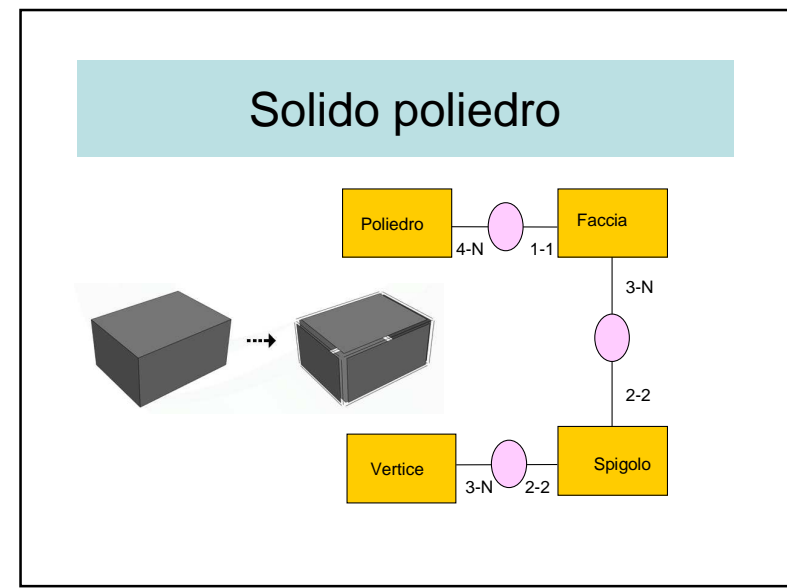 Solido poliedro
Poliedro
Faccia
4-N
1-1
3-N
2-2
Vertice
Spigolo
3-N
2-2